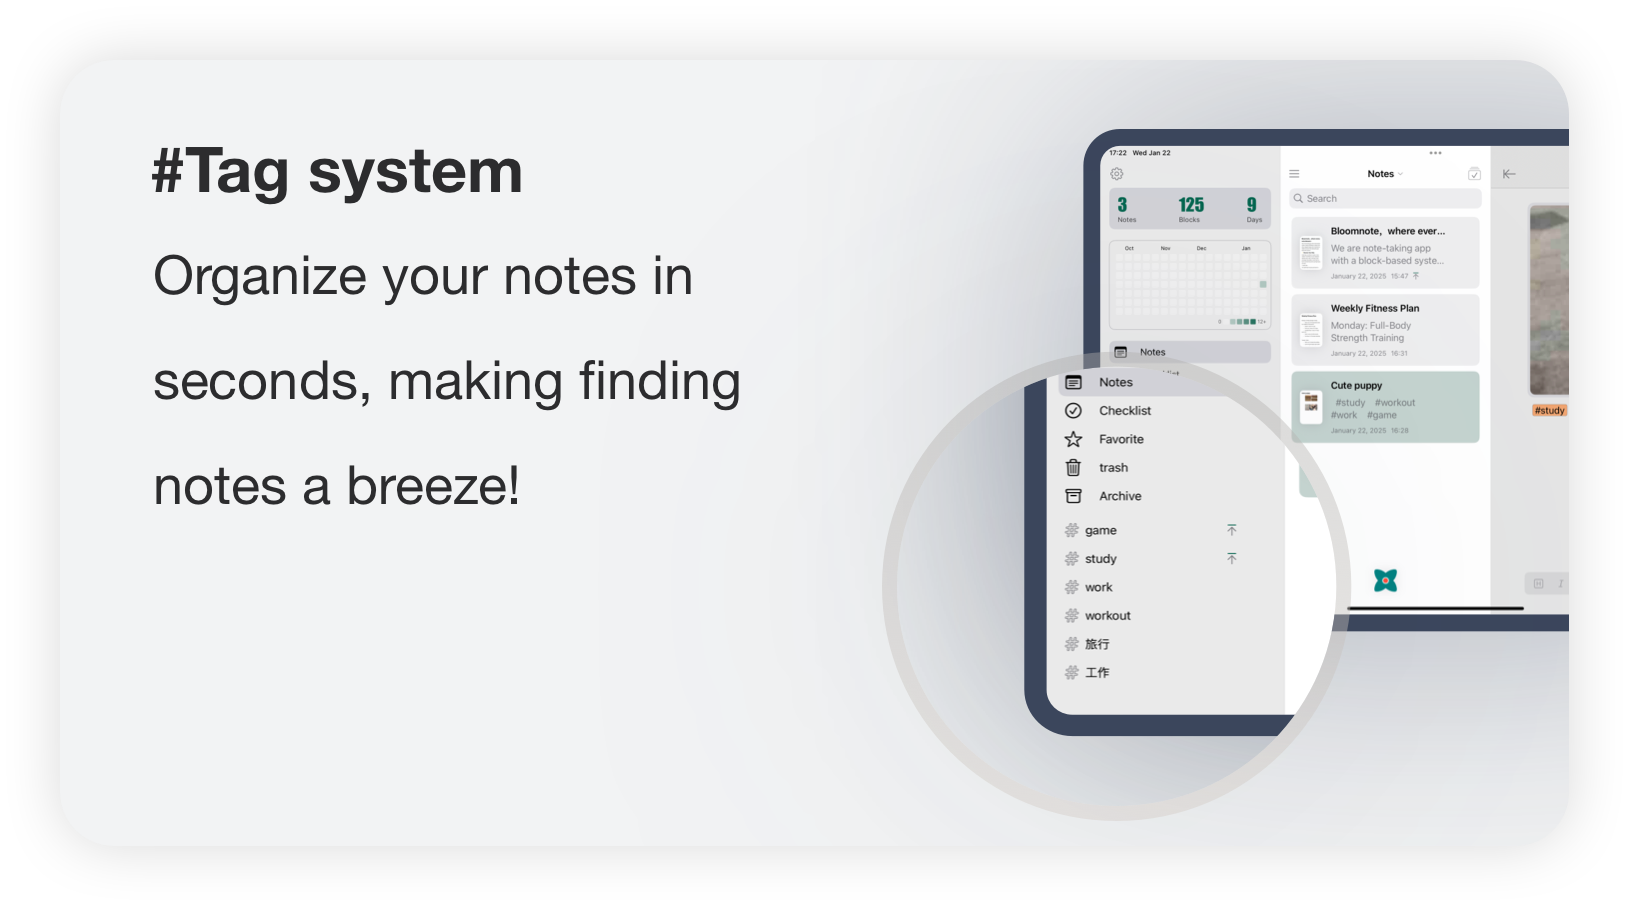 #Tag system
Organize your notes in
seconds, making finding
notes a breeze!
17:22 Wed Jan 22
3 125 9
Notes Blocks Days
Oct Nov Dec Jan
0 12+
Notes
Notes
Checklist
Favorite
trash
Archive
game
study
work
workout
旅行
工作
Notes
Search
Bloomnote，where ever...
We are note-taking app
with a block-based syste...
January 22, 2025 15:47
Weekly Fitness Plan
Monday: Full-Body
Strength Training
January 22, 2025 16:31
Cute puppy
#study #workout
#work #game
January 22, 2025 16:28
#study
H I